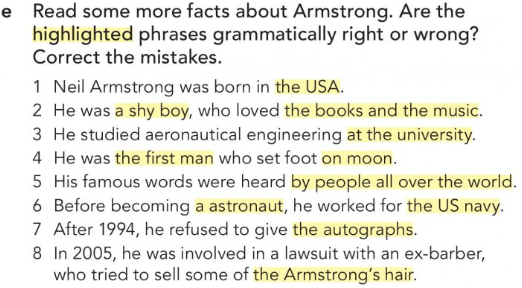 e Read some more facts about Armstrong. Are the
highlighted phrases grammatically right or wrong?
Correct the mistakes.
1 Neil Armstrong was born in the USA.
2 He was a shy boy, who loved the books and the music.
3 He studied aeronautical engineering at the university.
4 He was the first man who set foot on moon.
5 His famous words were heard by people all over the world.
6 Before becoming a astronaut, he worked for the US navy.
7 After 1994, he refused to give the autographs.
8 In 2005, he was involved in a lawsuit with an ex-barber,
who tried to sell some of the Armstrong's hair.